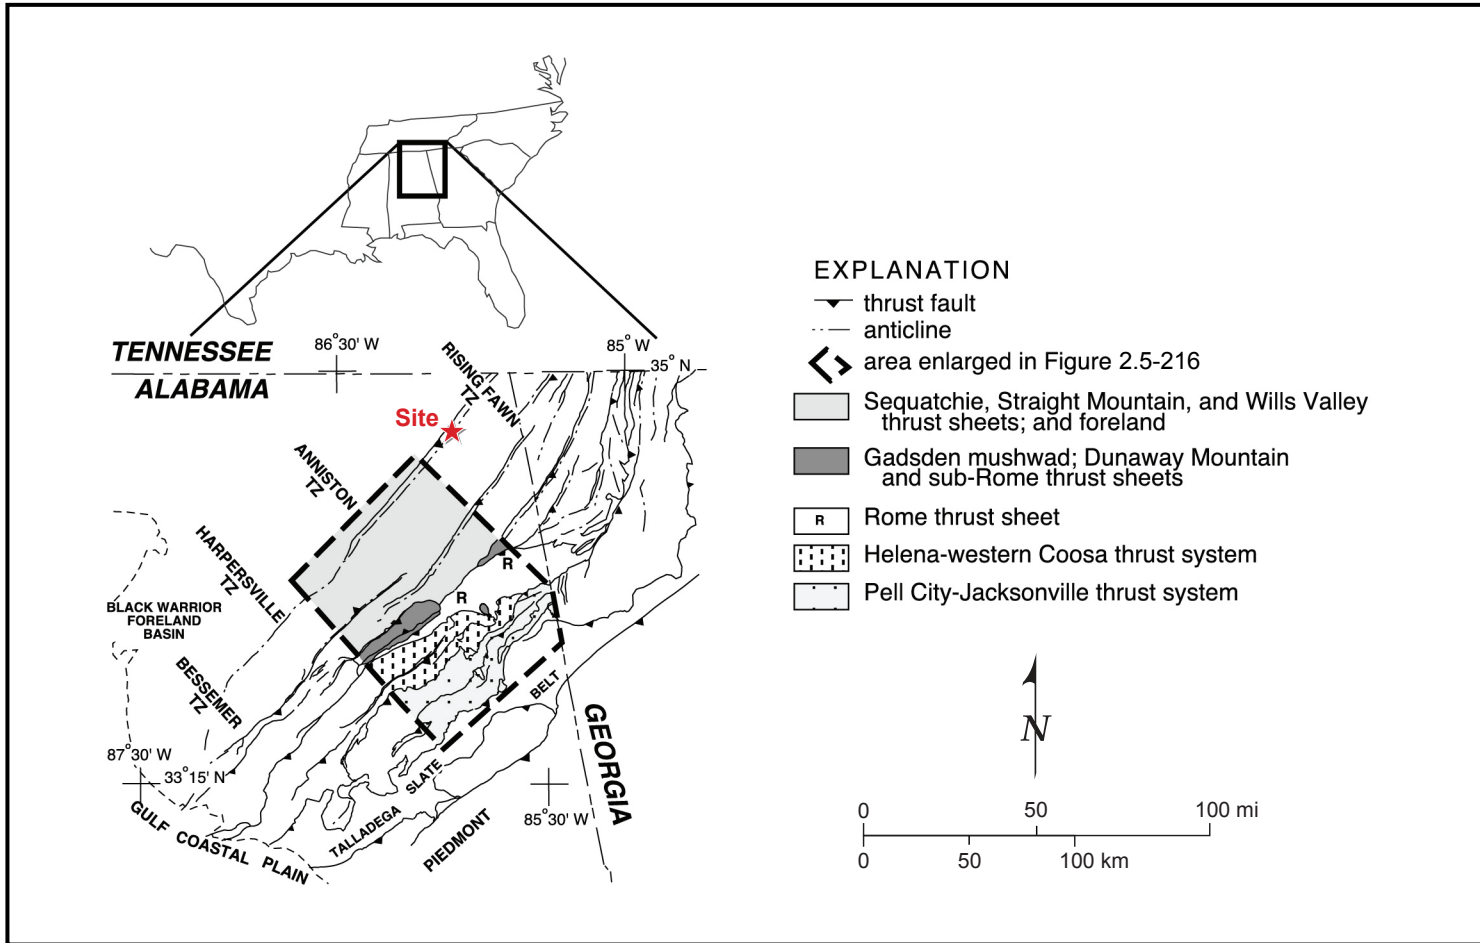 TENNESSEE
ALABAMA
86°30' W
85° W
35° N
RISING FAWN
TZ
Site
ANNISTON
TZ
HARPERSVILLE
TZ
BLACK WARRIOR
FORELAND
BASIN
BESSEMER
TZ
R
R
BELT
SLATE
TALLADEGA
PIEDMONT
GEORGIA
87°30' W
33°15' N
85°30' W
GULF COASTAL PLAIN
EXPLANATION
thrust fault
anticline
area enlarged in Figure 2.5-216
Sequatchie, Straight Mountain, and Wills Valley
thrust sheets; and foreland
Gadsden mushwad; Dunaway Mountain
and sub-Rome thrust sheets
R Rome thrust sheet
Helena-western Coosa thrust system
Pell City-Jacksonville thrust system
N
0 50 100 mi
0 50 100 km